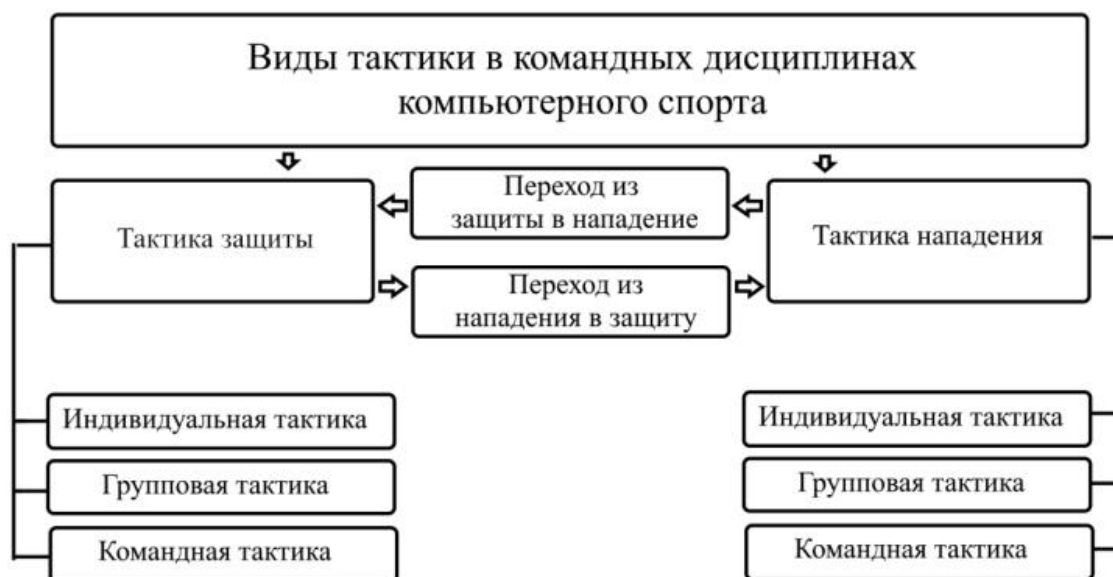 Виды тактики в командных дисциплинах
компьютерного спорта
Тактика защиты
Переход из
защиты в нападение
Тактика нападения
Переход из
нападения в защиту
Индивидуальная тактика
Групповая тактика
Командная тактика
Индивидуальная тактика
Групповая тактика
Командная тактика